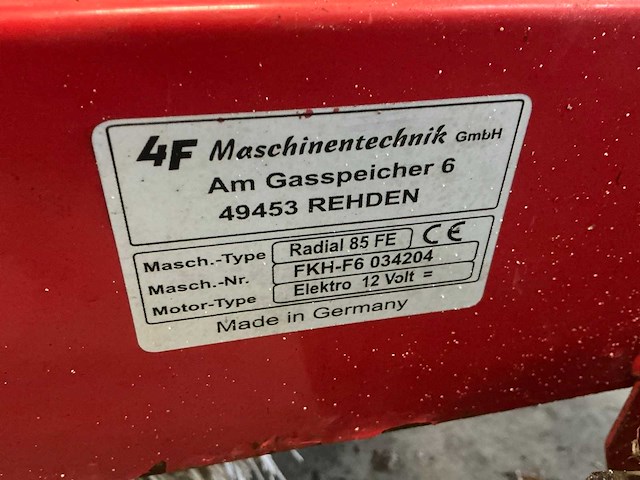 4F Maschinentechnik GmbH
Am Gasspeicher 6
49453 REHDEN
Masch.-Type Radial 85 FE CE
Masch.-Nr. FKH-F6 034204
Motor-Type Elektro 12 Volt =
Made in Germany